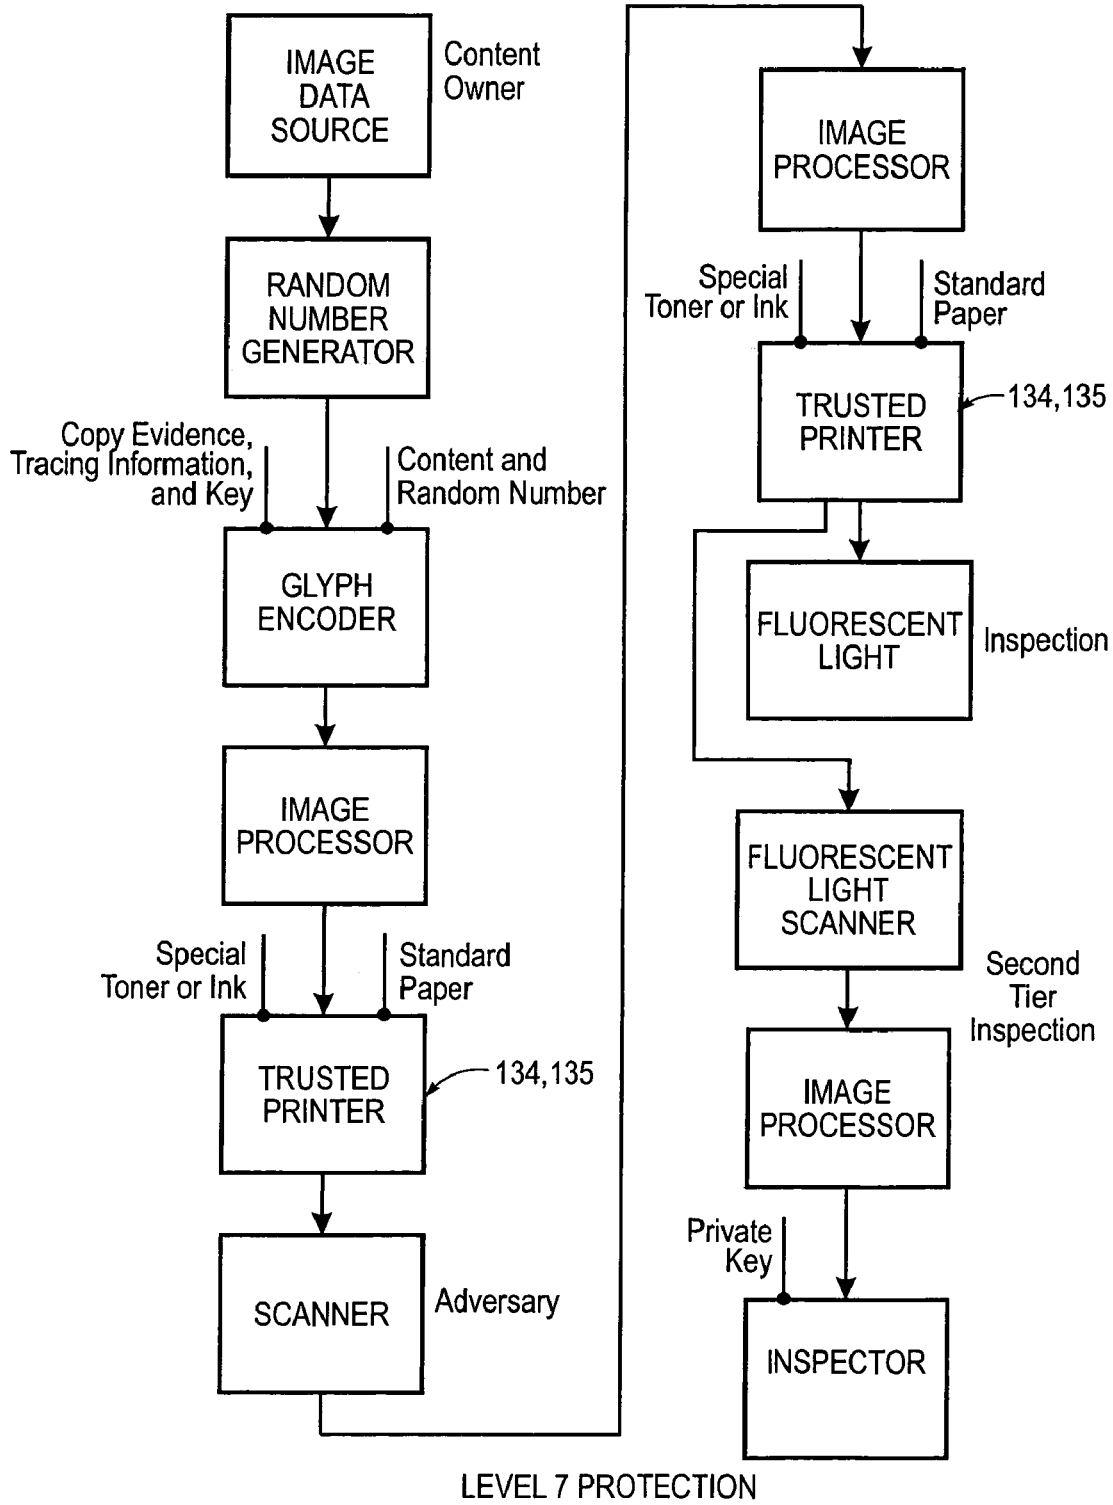 IMAGE
DATA
SOURCE
Content
Owner
RANDOM
NUMBER
GENERATOR
Copy Evidence,
Tracing Information,
and Key
Content and
Random Number
GLYPH
ENCODER
IMAGE
PROCESSOR
Special
Toner or Ink
Standard
Paper
TRUSTED
PRINTER
134,135
SCANNER
Adversary
IMAGE
PROCESSOR
Special
Toner or Ink
Standard
Paper
TRUSTED
PRINTER
134,135
FLUORESCENT
LIGHT
Inspection
FLUORESCENT
LIGHT
SCANNER
Second
Tier
Inspection
IMAGE
PROCESSOR
Private
Key
INSPECTOR
LEVEL 7 PROTECTION